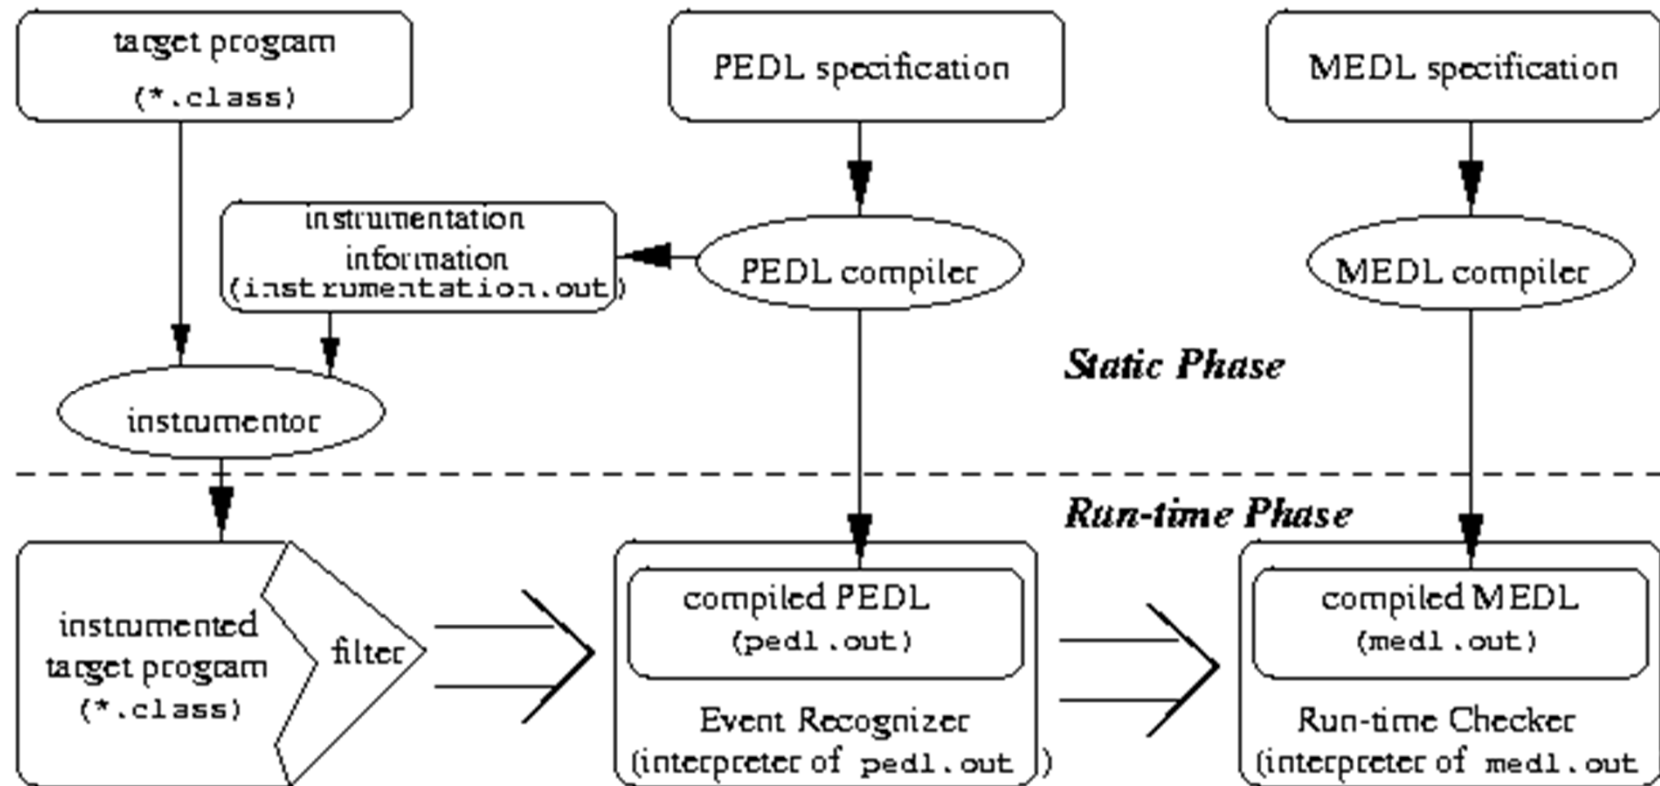 target program
(*.class)
PEDL specification
MEDL specification
instrumentation
information
(instrumentation.out)
PEDL compiler
MEDL compiler
Static Phase
instrumentor
Run-time Phase
instrumented
target program
(*.class)
filter
compiled PEDL
(pedl.out)
Event Recognizer
(interpreter of pedl.out )
compiled MEDL
(medl.out)
Run-time Checker
(interpreter of medl.out